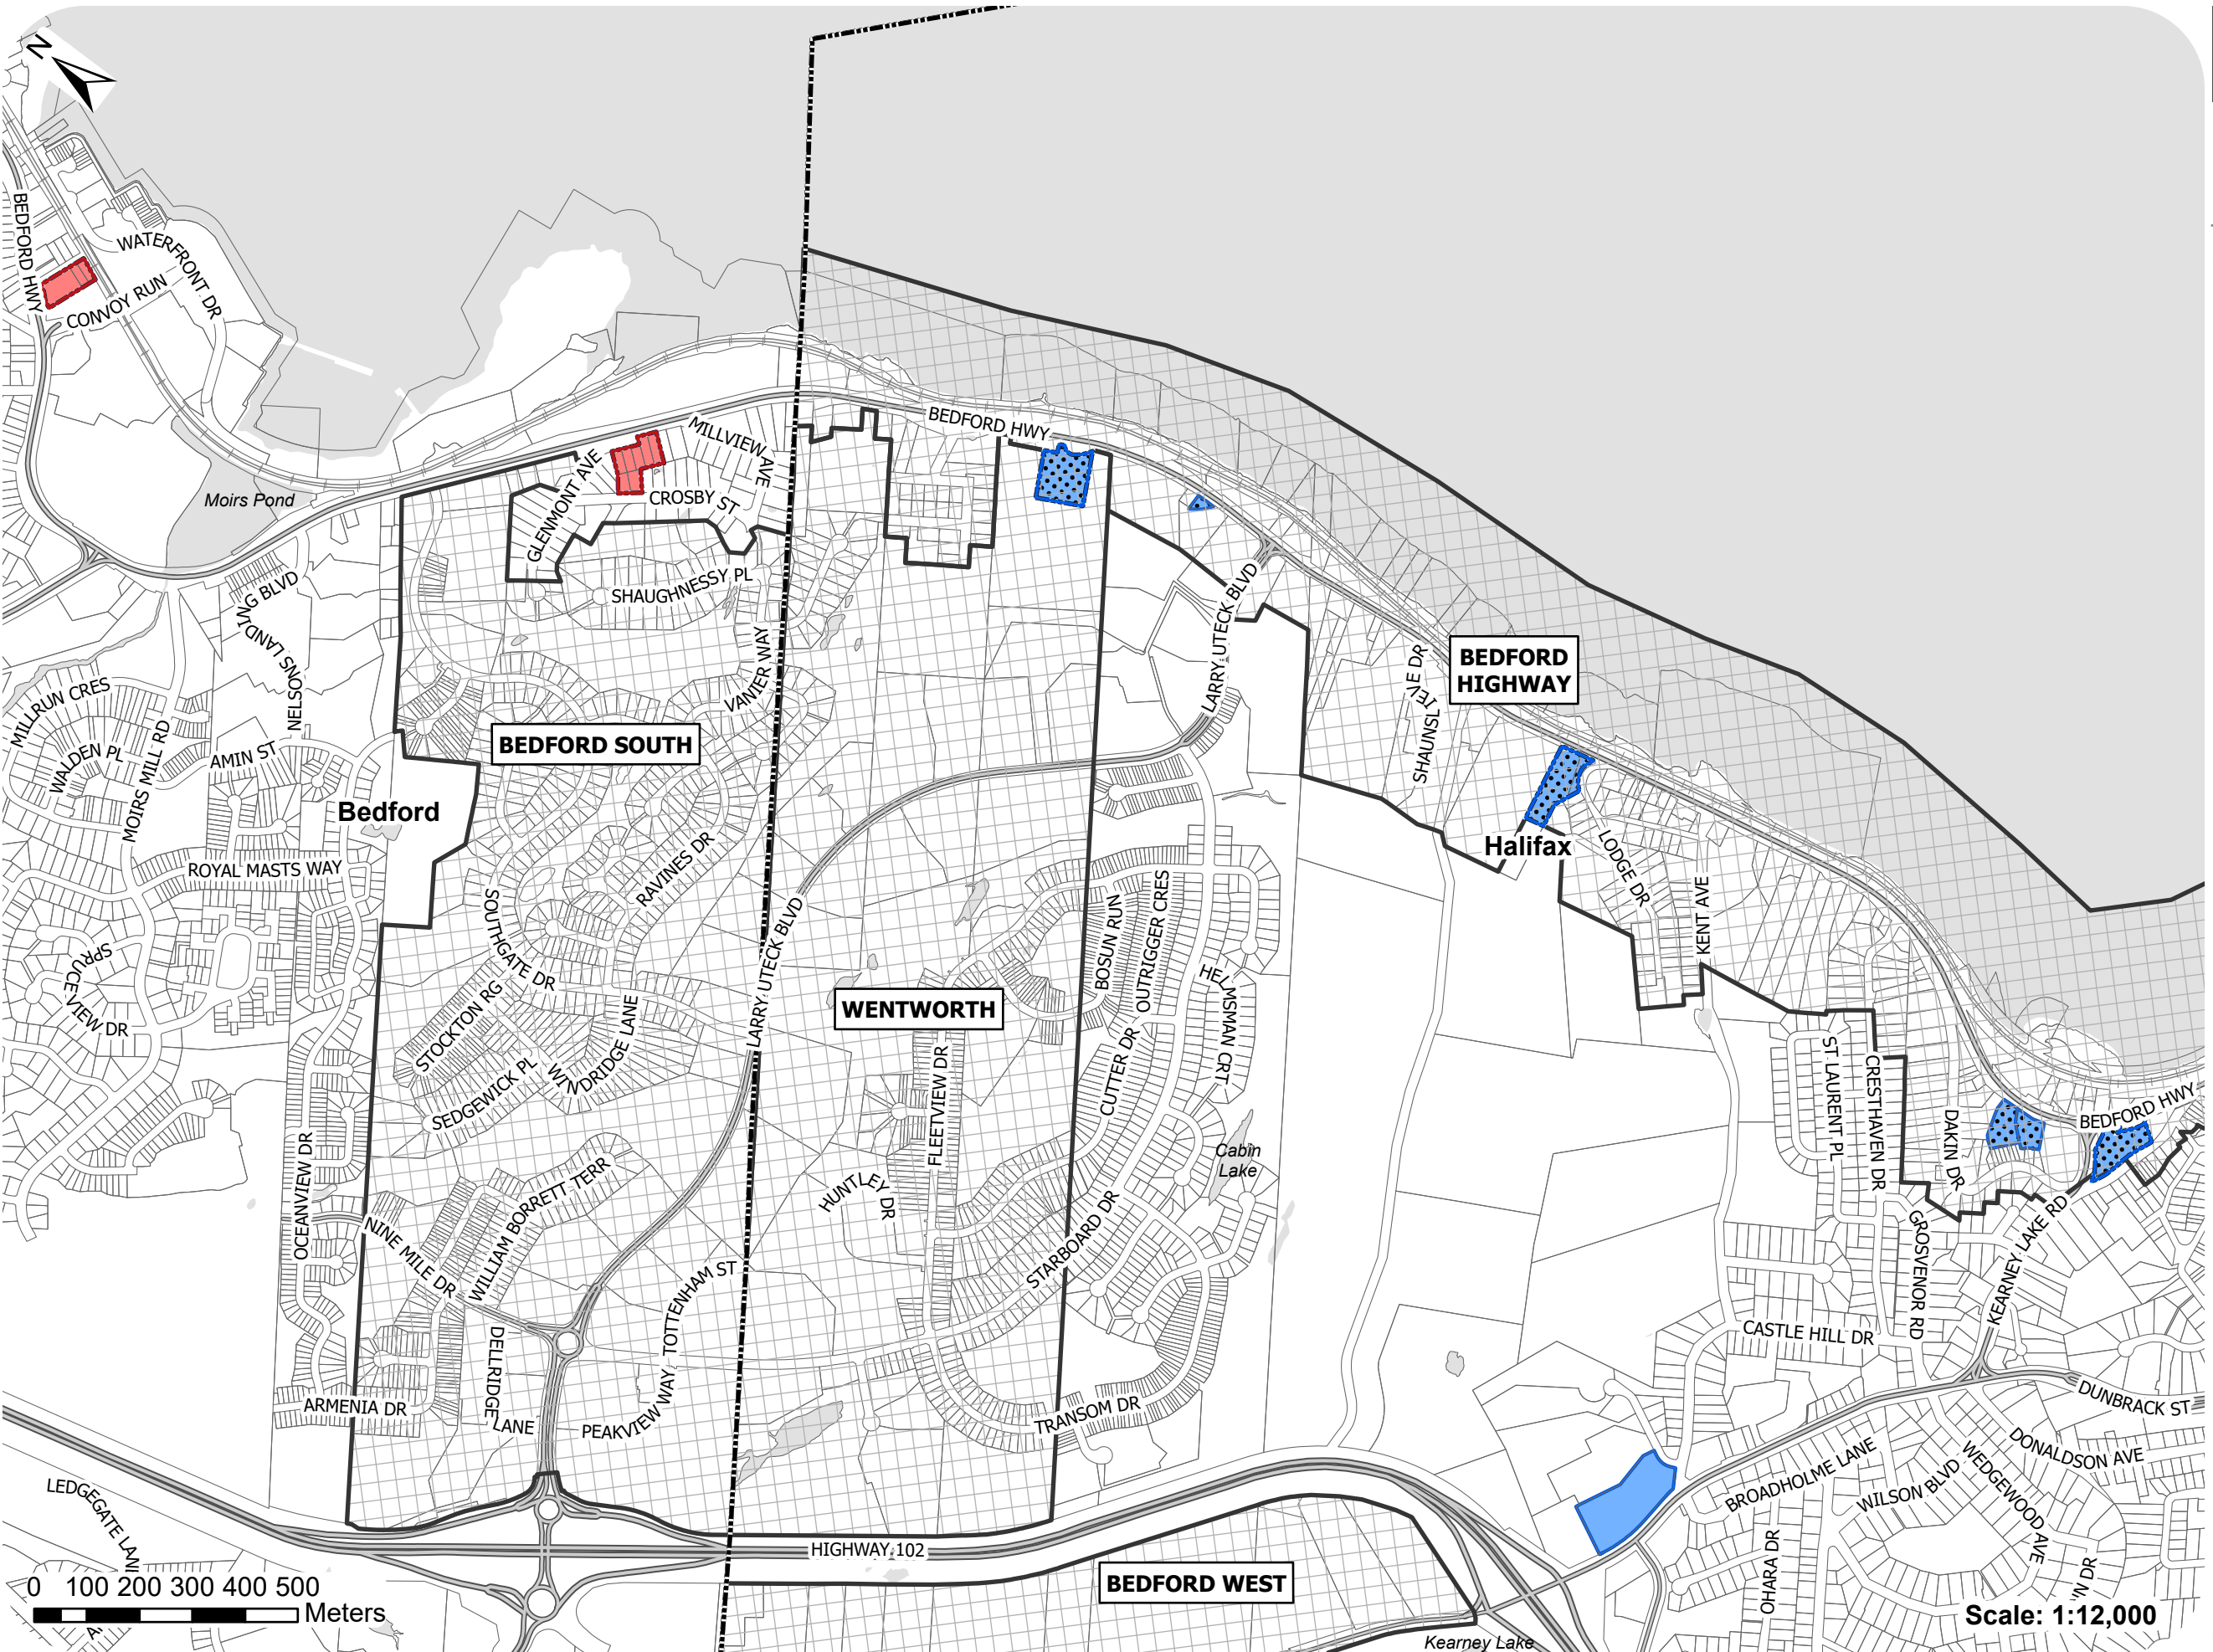 N
BEDFORD HWY
WATERFRONT DR
CONVOY RUN
MILLVIEW AVE
BEDFORD HWY
Moirs Pond
GLENMONT AVE
CROSBY ST
SHAUGHNESSY PL
NELSONS LANDING BLVD
VANIER WAY
LARRY UTECK BLVD
BEDFORD
HIGHWAY
SHAUNSLIEVE DR
MILLRUN CRES
WALDEN PL
MOIRS MILL RD
AMIN ST
BEDFORD SOUTH
Bedford
Halifax
LODGE DR
KENT AVE
ROYAL MASTS WAY
RAVINES DR
SOUTHGATE DR
LARRY UTECK BLVD
BOSUN RUN
OUTRIGGER CRES
HELMSMAN CRT
SPRUCEVIEW DR
STOCKTON RG
SEDGEWICK PL
WINDRIDGE LANE
WENTWORTH
FLEETVIEW DR
CUTTER DR
ST LAURENT PL
CRESTHAVEN DR
DAKIN DR
BEDFORD HWY
Cabin
Lake
OCEANVIEW DR
NINE MILE DR
WILLIAM BORRETT TERR
HUNTLEY DR
STARBOARD DR
GROSVENOR RD
KEARNEY LAKE RD
TOTTENHAM ST
DELLRIDGE LANE
PEAKVIEW WAY
ARMENIA DR
TRANSOM DR
CASTLE HILL DR
DUNBRACK ST
DONALDSON AVE
WEDGEWOOD AVE
WILSON BLVD
BROADHOLME LANE
OHARA DR
LEDGEGATE LANE
HIGHWAY 102
BEDFORD WEST
Kearney Lake
0 100 200 300 400 500
Meters
Scale: 1:12,000